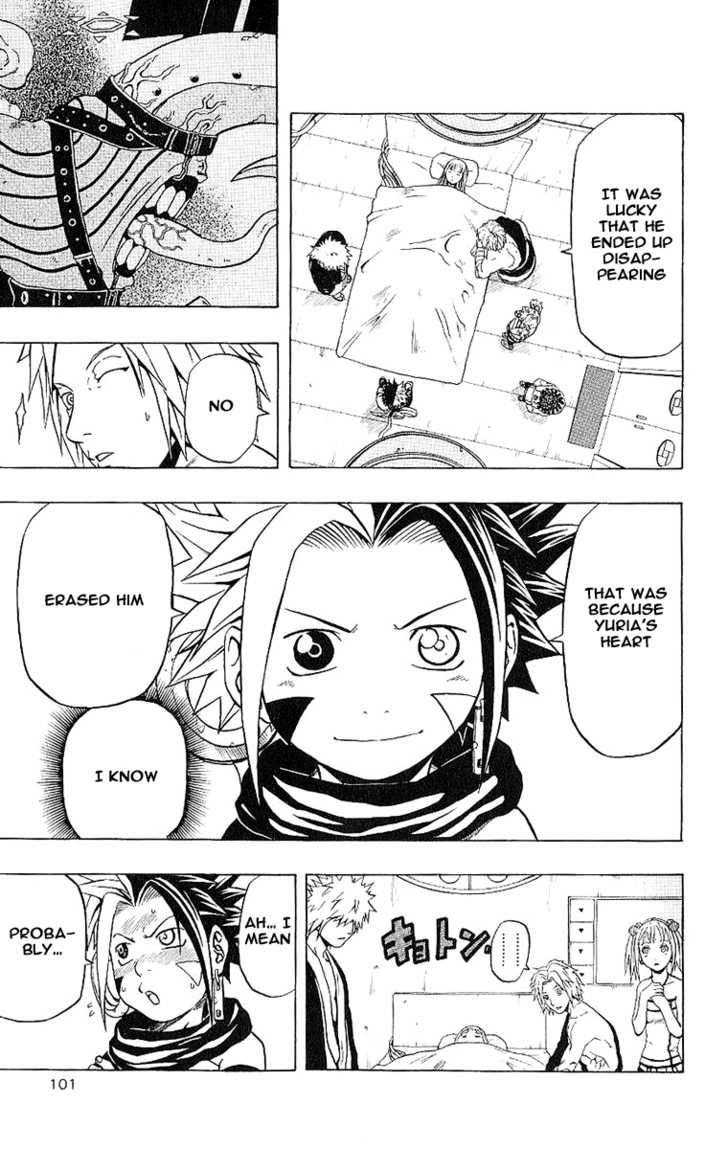 IT WAS
LUCKY
THAT HE
ENDED UP
DISAP-
PEARING
NO
THAT WAS
BECAUSE
YURIA'S
HEART
ERASED HIM
I KNOW
キョトン
............
AH... I
MEAN
PROBA-
BLY...
101